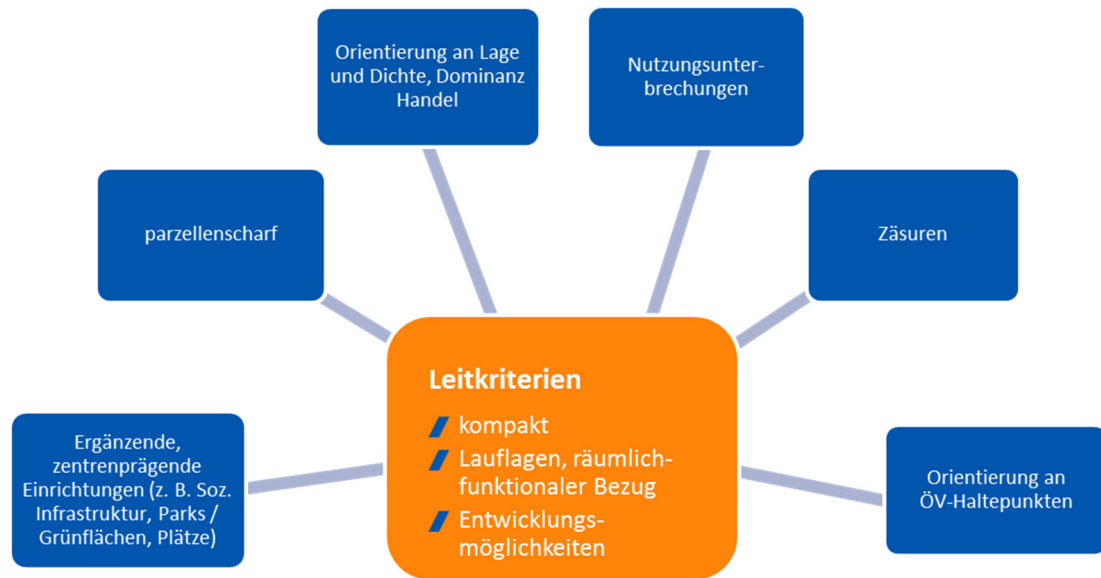 Orientierung an Lage
und Dichte, Dominanz
Handel
Nutzungsunter-
brechungen
parzellenscharf
Zäsuren
Leitkriterien
kompakt
Lauflagen, räumlich-
funktionaler Bezug
Entwicklungs-
möglichkeiten
Ergänzende,
zentrenprägende
Einrichtungen (z. B. Soz.
Infrastruktur, Parks /
Grünflächen, Plätze)
Orientierung an
ÖV-Haltepunkten